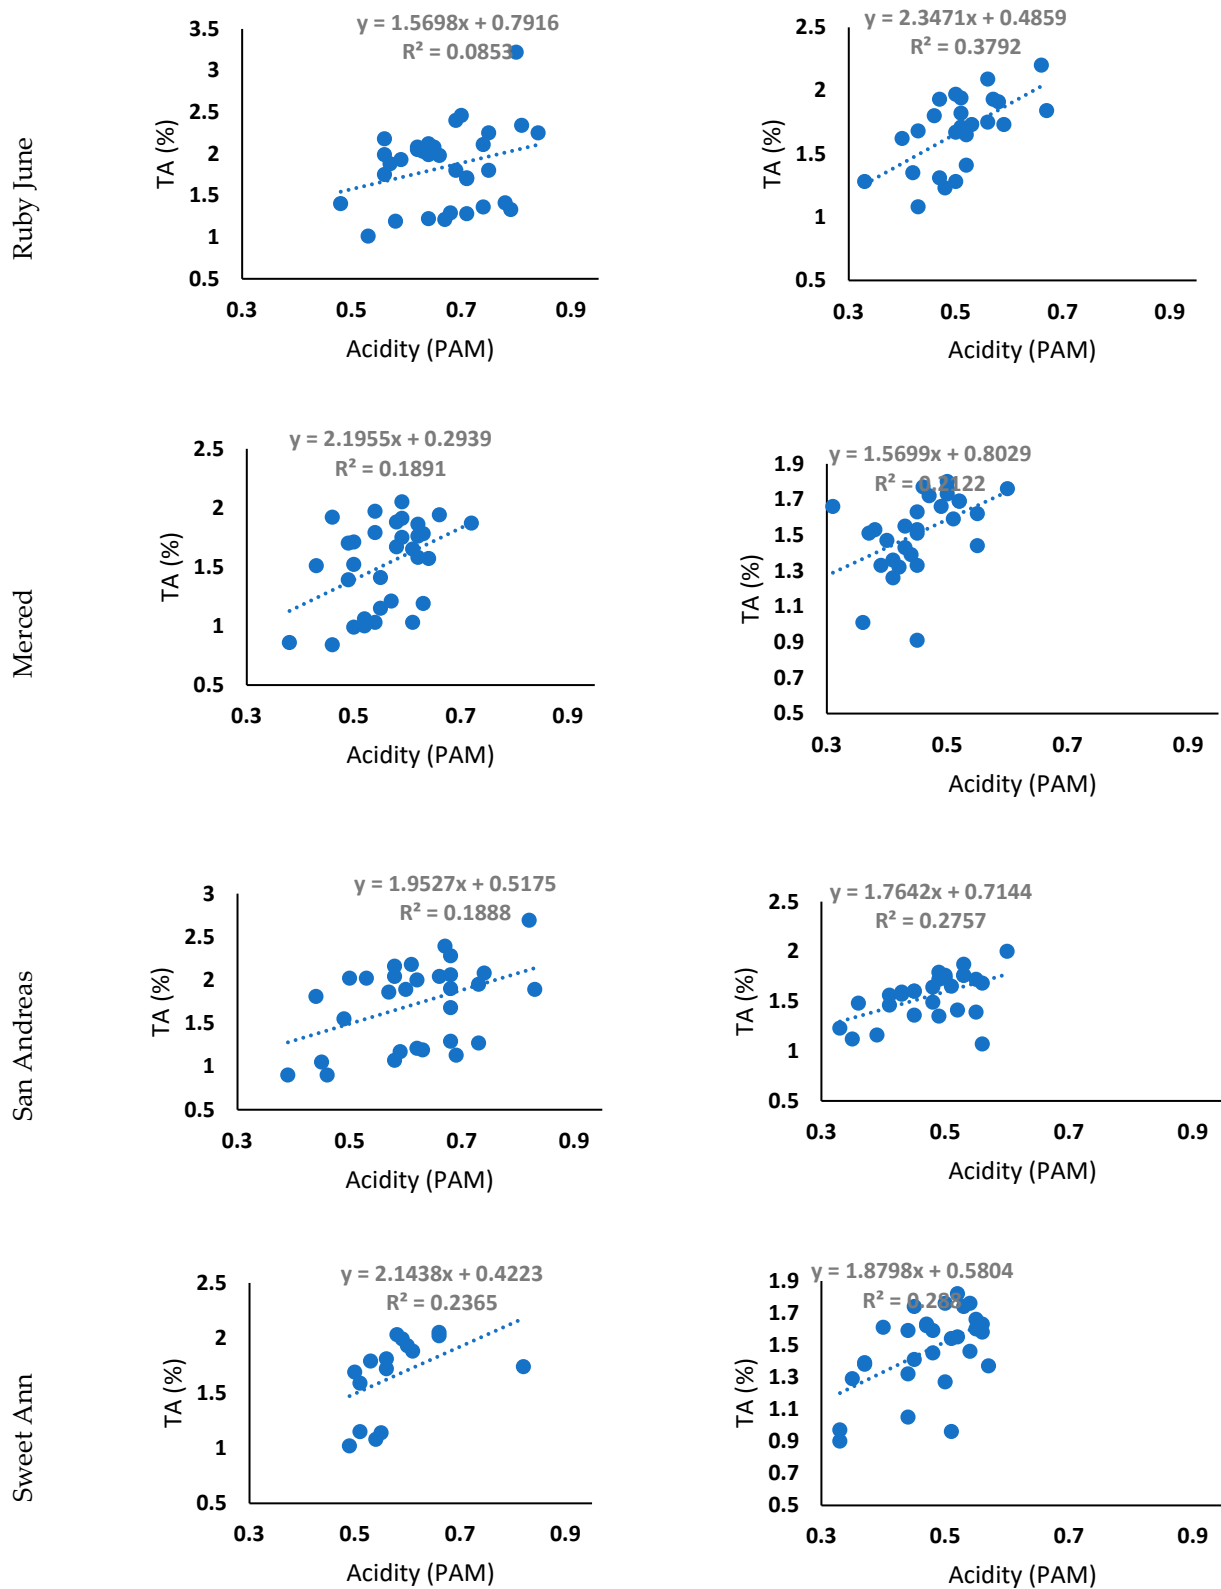 Ruby June
y = 1.5698x + 0.7916
R² = 0.0853
TA (%)
3.5
3
2.5
2
1.5
1
0.5
0.3 0.5 0.7 0.9
Acidity (PAM)
y = 2.3471x + 0.4859
R² = 0.3792
TA (%)
2.5
2
1.5
1
0.5
0.3 0.5 0.7 0.9
Acidity (PAM)
Merced
y = 2.1955x + 0.2939
R² = 0.1891
TA (%)
2.5
2
1.5
1
0.5
0.3 0.5 0.7 0.9
Acidity (PAM)
y = 1.5699x + 0.8029
R² = 0.2122
TA (%)
1.9
1.7
1.5
1.3
1.1
0.9
0.7
0.5
0.3 0.5 0.7 0.9
Acidity (PAM)
San Andreas
y = 1.9527x + 0.5175
R² = 0.1888
TA (%)
3
2.5
2
1.5
1
0.5
0.3 0.5 0.7 0.9
Acidity (PAM)
y = 1.7642x + 0.7144
R² = 0.2757
TA (%)
2.5
2
1.5
1
0.5
0.3 0.5 0.7 0.9
Acidity (PAM)
Sweet Ann
y = 2.1438x + 0.4223
R² = 0.2365
TA (%)
2.5
2
1.5
1
0.5
0.3 0.5 0.7 0.9
Acidity (PAM)
y = 1.8798x + 0.5804
R² = 0.288
TA (%)
1.9
1.7
1.5
1.3
1.1
0.9
0.7
0.5
0.3 0.5 0.7 0.9
Acidity (PAM)